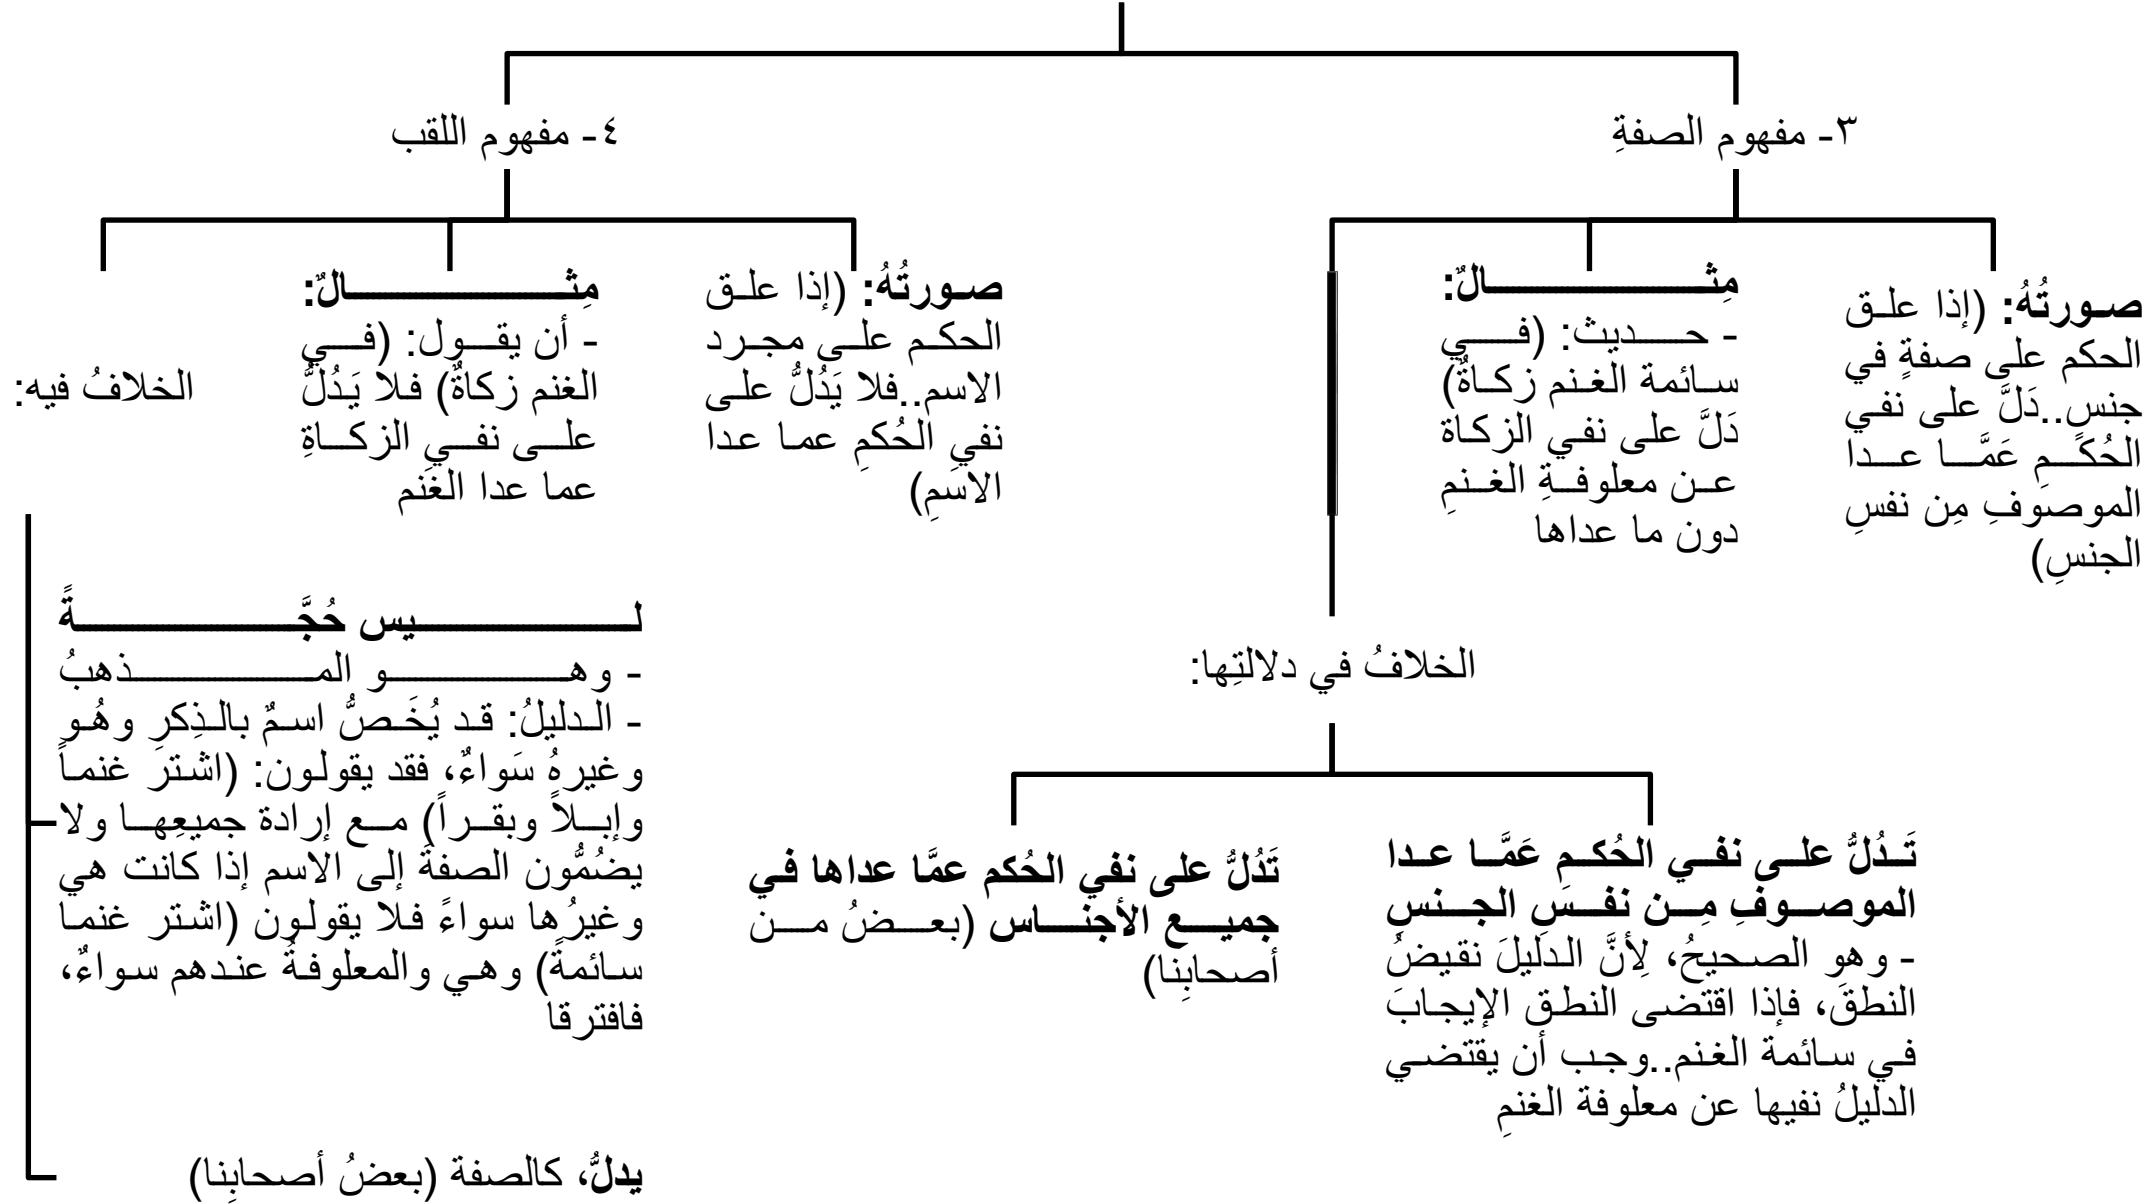 ٣- مفهوم الصفةِ
صورتُهُ: (إذا علق
الحكم على صفةٍ في
جنسٍ..دَلَّ على نفي
الحُكمِ عَمَّا عدا
الموصوفِ مِن نفسِ
الجنسِ)
مِثالٌ:
- حديث: (في
سائمة الغنم زكاةٌ)
دَلَّ على نفي الزكاة
عن معلوفةِ الغنمِ
دون ما عداها
الخلافُ في دلالتِها:
تَدُلُّ على نفي الحُكمِ عَمَّا عدا
الموصوفِ مِن نفسِ الجنسِ
- وهو الصحيحُ، لِأنَّ الدليلَ نقيضُ
النطقِ، فإذا اقتضى النطق الإيجابَ
في سائمة الغنم..وجب أن يقتضي
الدليلُ نفيها عن معلوفة الغنمِ
تَدُلُّ على نفي الحُكم عمَّا عداها في
جميع الأجناس (بعضُ من
أصحابِنا)
٤- مفهوم اللقب
صورتُهُ: (إذا علق
الحكم على مجرد
الاسم..فلا يَدُلُّ على
نفي الحُكمِ عما عدا
الاسمِ)
مِثالٌ:
- أن يقول: (في
الغنم زكاةٌ) فلا يَدُلُّ
على نفي الزكاةِ
عما عدا الغَنم
الخلافُ فيه:
ليس حُجَّةً
- وهو المذهبُ
- الدليلُ: قد يُخَصُّ اسمٌ بالذِكرِ وهُو
وغيرهُ سَواءٌ، فقد يقولون: (اشترِ غنماً
وإبلاً وبقراً) مع إرادة جميعِها ولا
يضُمُّون الصفةَ إلى الاسم إذا كانت هي
وغيرُها سواءً فلا يقولون (اشتر غنما
سائمةً) وهي والمعلوفةُ عندهم سواءٌ،
فافترقا
يدلُّ، كالصفة (بعضُ أصحابِنا)